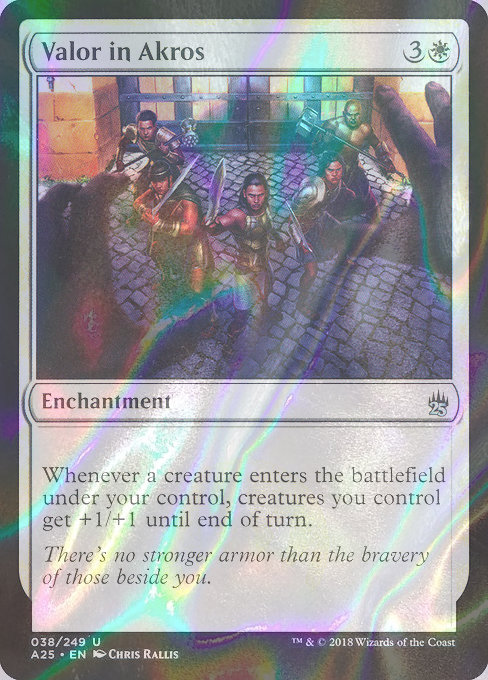 Valor in Akros 3
Enchantment 25
Whenever a creature enters the battlefield
under your control, creatures you control
get +1/+1 until end of turn.
There's no stronger armor than the bravery
of those beside you.
038/249 U
A25 • EN Chris Rallis
™ & © 2018 Wizards of the Coast